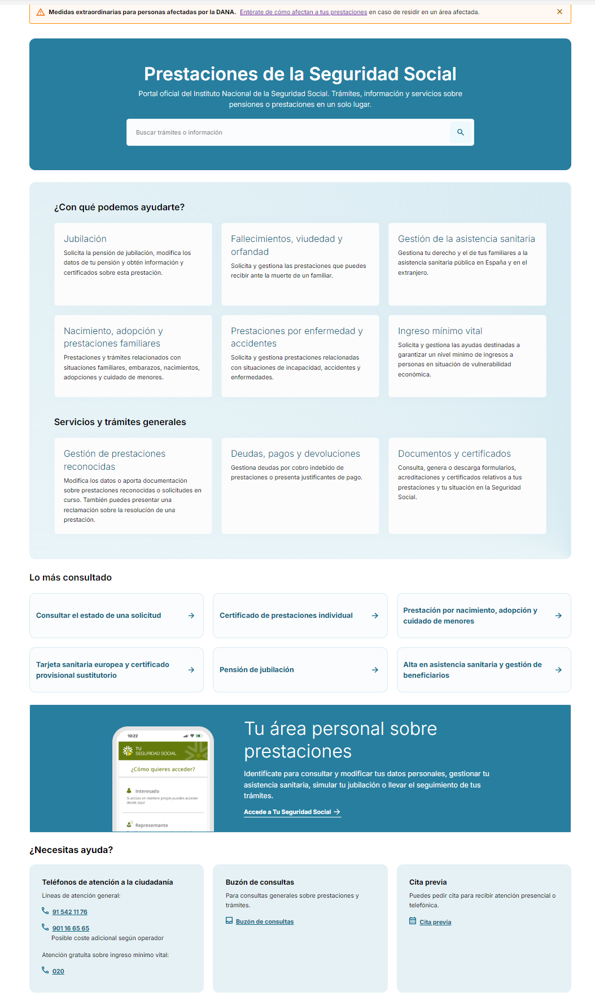 Medidas extraordinarias para personas afectadas por la DANA. Entérate de cómo afectan a tus prestaciones en caso de residir en un área afectada.
Prestaciones de la Seguridad Social
Portal oficial del Instituto Nacional de la Seguridad Social. Trámites, información y servicios sobre
pensiones o prestaciones en un solo lugar.
Buscar trámites o información
¿Con qué podemos ayudarte?
Jubilación
Solicita la pensión de jubilación, modifica los
datos de tu pensión y obtén información y
certificados sobre esta prestación.
Fallecimientos, viudedad y
orfandad
Solicita y gestiona las prestaciones que puedes
recibir ante la muerte de un familiar.
Gestión de la asistencia sanitaria
Gestiona tu derecho y el de tus familiares a la
asistencia sanitaria pública en España y en el
extranjero.
Nacimiento, adopción y
prestaciones familiares
Prestaciones y trámites relacionados con
situaciones familiares, embarazos, nacimientos,
adopciones y cuidado de menores.
Prestaciones por enfermedad y
accidentes
Solicita y gestiona prestaciones relacionadas
con situaciones de incapacidad, accidentes y
enfermedades.
Ingreso mínimo vital
Solicita y gestiona las ayudas destinadas a
garantizar un nivel mínimo de ingresos a
personas en situación de vulnerabilidad
económica.
Servicios y trámites generales
Gestión de prestaciones
reconocidas
Modifica los datos o aporta documentación
sobre prestaciones reconocidas o solicitudes en
curso. También puedes presentar una
reclamación sobre la resolución de una
prestación.
Deudas, pagos y devoluciones
Gestiona deudas por cobro indebido de
prestaciones o presenta justificantes de pago.
Documentos y certificados
Consulta, genera o descarga formularios,
acreditaciones y certificados relativos a tus
prestaciones y tu situación en la Seguridad
Social.
Lo más consultado
Consultar el estado de una solicitud
Certificado de prestaciones individual
Prestación por nacimiento, adopción y
cuidado de menores
Tarjeta sanitaria europea y certificado
provisional sustitutorio
Pensión de jubilación
Alta en asistencia sanitaria y gestión de
beneficiarios
10:22
TU
SEGURIDAD SOCIAL
¿Cómo quieres acceder?
Interesado
Si actúas en nombre propio puedes acceder
desde aquí
Representante
Tu área personal sobre
prestaciones
Identifícate para consultar y modificar tus datos personales, gestionar tu
asistencia sanitaria, simular tu jubilación o llevar el seguimiento de tus
trámites.
Accede a Tu Seguridad Social
¿Necesitas ayuda?
Teléfonos de atención a la ciudadanía
Líneas de atención general:
91 542 11 76
901 16 65 65
Posible coste adicional según operador
Atención gratuita sobre ingreso mínimo vital:
020
Buzón de consultas
Para consultas generales sobre prestaciones y
trámites.
Buzón de consultas
Cita previa
Puedes pedir cita para recibir atención presencial o
telefónica.
Cita previa